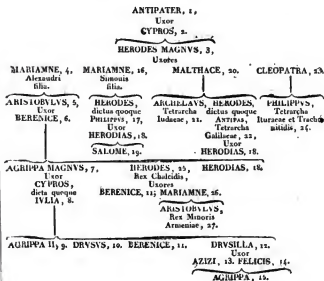 ANTIPATER, 1,
Uxor
CYPROS, 2.
HERODES MAGNVS, 3,
Uxores
MARIAMNE, 4, MARIAMNE, 16, MALTHACE, 20. CLEOPATRA, 23.
Alexandri Simonis
filia. filia.
ARISTOBVLVS, 5, HERODES, ARCHELAVS, HERODES, PHILIPPVS,
Uxor dictus quoque Tetrarcha dictus quoque Tetrarcha
BERENICE, 6. PHILIPPVS, 17, Iudaeae, 21. ANTIPAS, Ituraeae et Trachonitidis, 24.
Uxor Tetrarcha
HERODIAS, 18. Galilaeae, 22,
SALOME, 19. Uxor
HERODIAS, 18.
AGRIPPA MAGNVS, 7, HERODES, 25, HERODIAS, 18.
Uxor Rex Chalcidis,
CYPROS, Uxores
dicta quoque BERENICE, 11; MARIAMNE, 26.
IVLIA, 8. ARISTOBVLVS,
Rex Minoris
Armeniae, 27.
AGRIPPA II, 9. DRVSVS, 10. BERENICE, 11. DRVSILLA, 12.
Uxor
AZIZI, 13. FELICIS, 14.
AGRIPPA, 15.